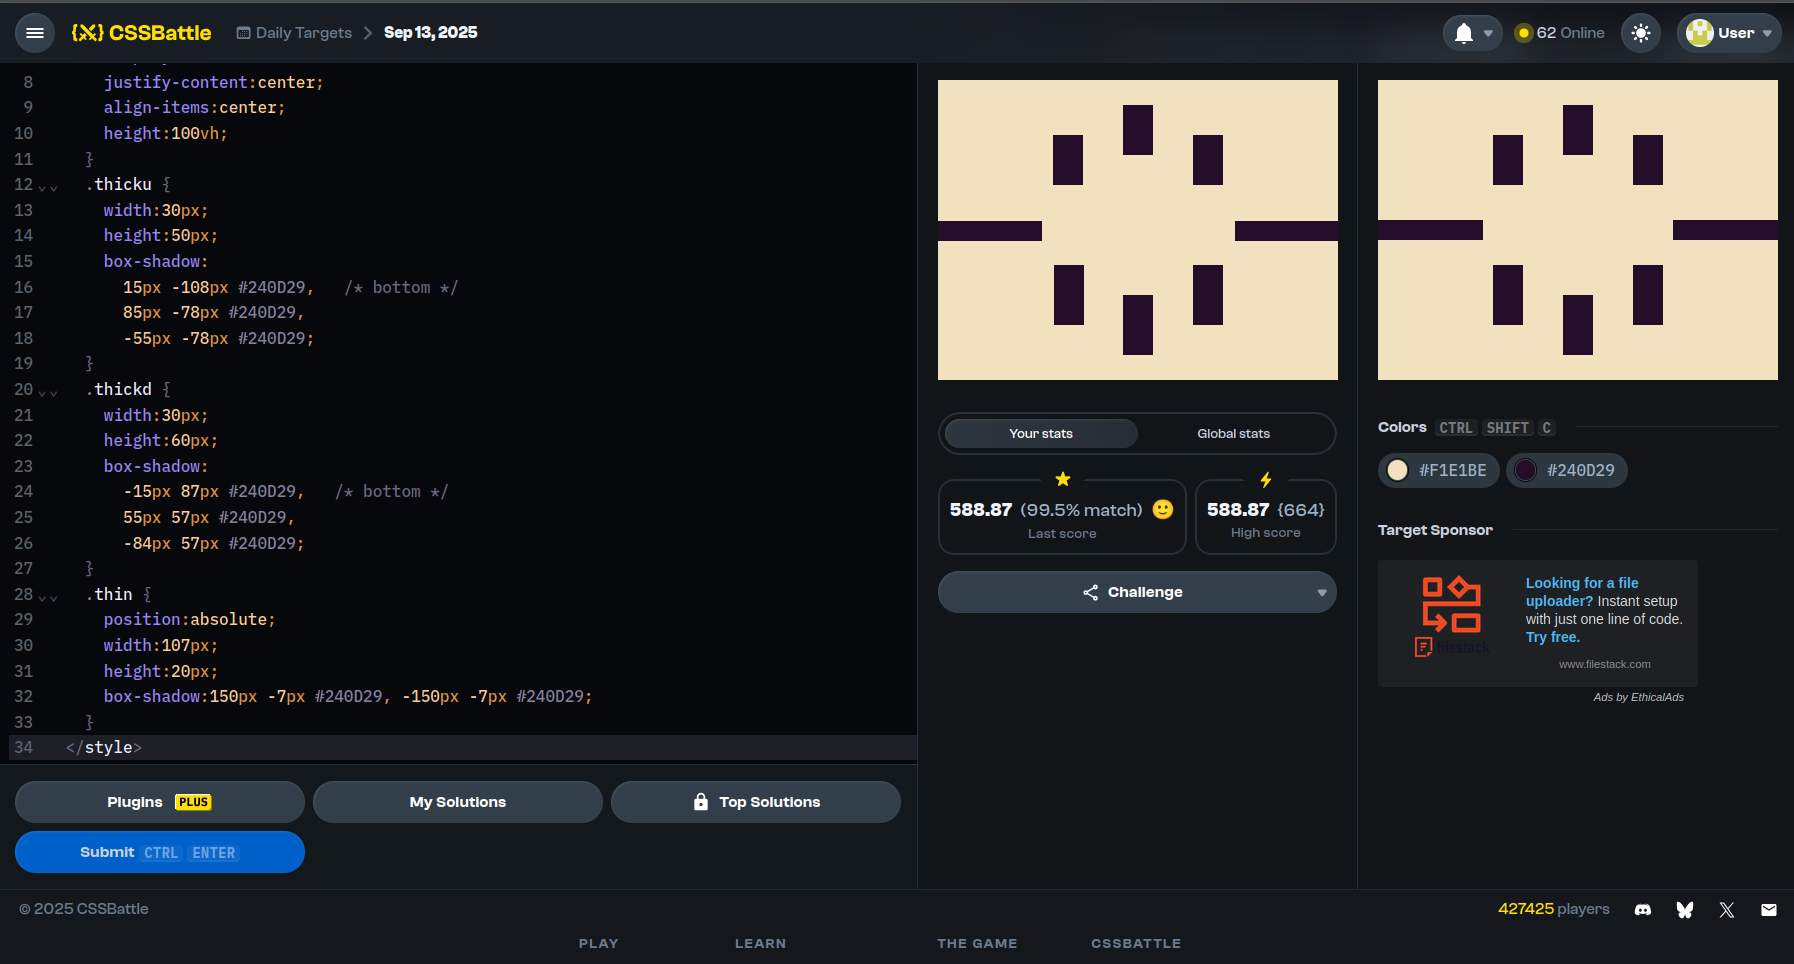 CSSBattle
Daily Targets
Sep 13, 2025
62 Online
User
8 justify-content:center;
9 align-items:center;
10 height:100vh;
11 }
12 .thicku {
13 width:30px;
14 height:50px;
15 box-shadow:
16 15px -108px #240D29, /* bottom */
17 85px -78px #240D29,
18 -55px -78px #240D29;
19 }
20 .thickd {
21 width:30px;
22 height:60px;
23 box-shadow:
24 -15px 87px #240D29, /* bottom */
25 55px 57px #240D29,
26 -84px 57px #240D29;
27 }
28 .thin {
29 position:absolute;
30 width:107px;
31 height:20px;
32 box-shadow:150px -7px #240D29, -150px -7px #240D29;
33 }
34 </style>
Plugins PLUS
My Solutions
Top Solutions
Submit CTRL ENTER
Your stats
Global stats
588.87 (99.5% match)
Last score
588.87 {664}
High score
Challenge
Colors CTRL SHIFT C
#F1E1BE
#240D29
Target Sponsor
filestack
Looking for a file
uploader? Instant setup
with just one line of code.
Try free.
www.filestack.com
Ads by EthicalAds
© 2025 CSSBattle
427425 players
PLAY
LEARN
THE GAME
CSSBATTLE